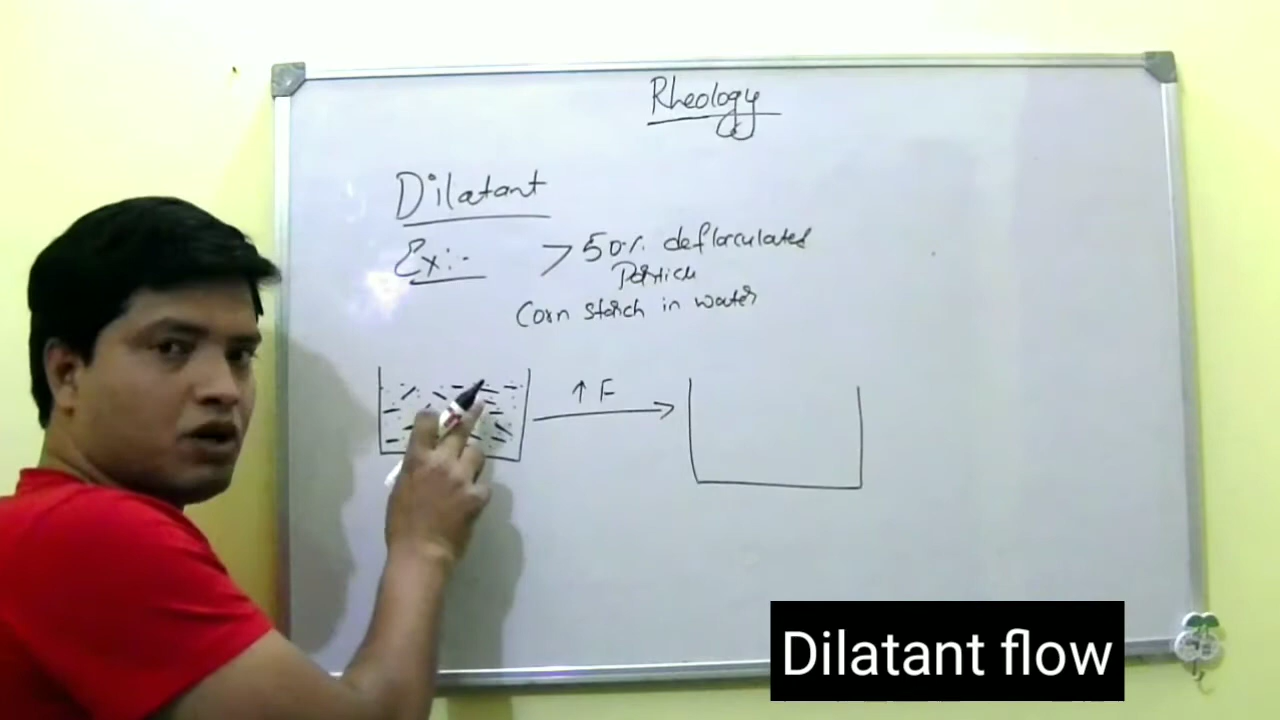 Rheology
Dilatant
Ex:- > 50% deflocculated
Particle
Corn starch in water
↑ F
Dilatant flow